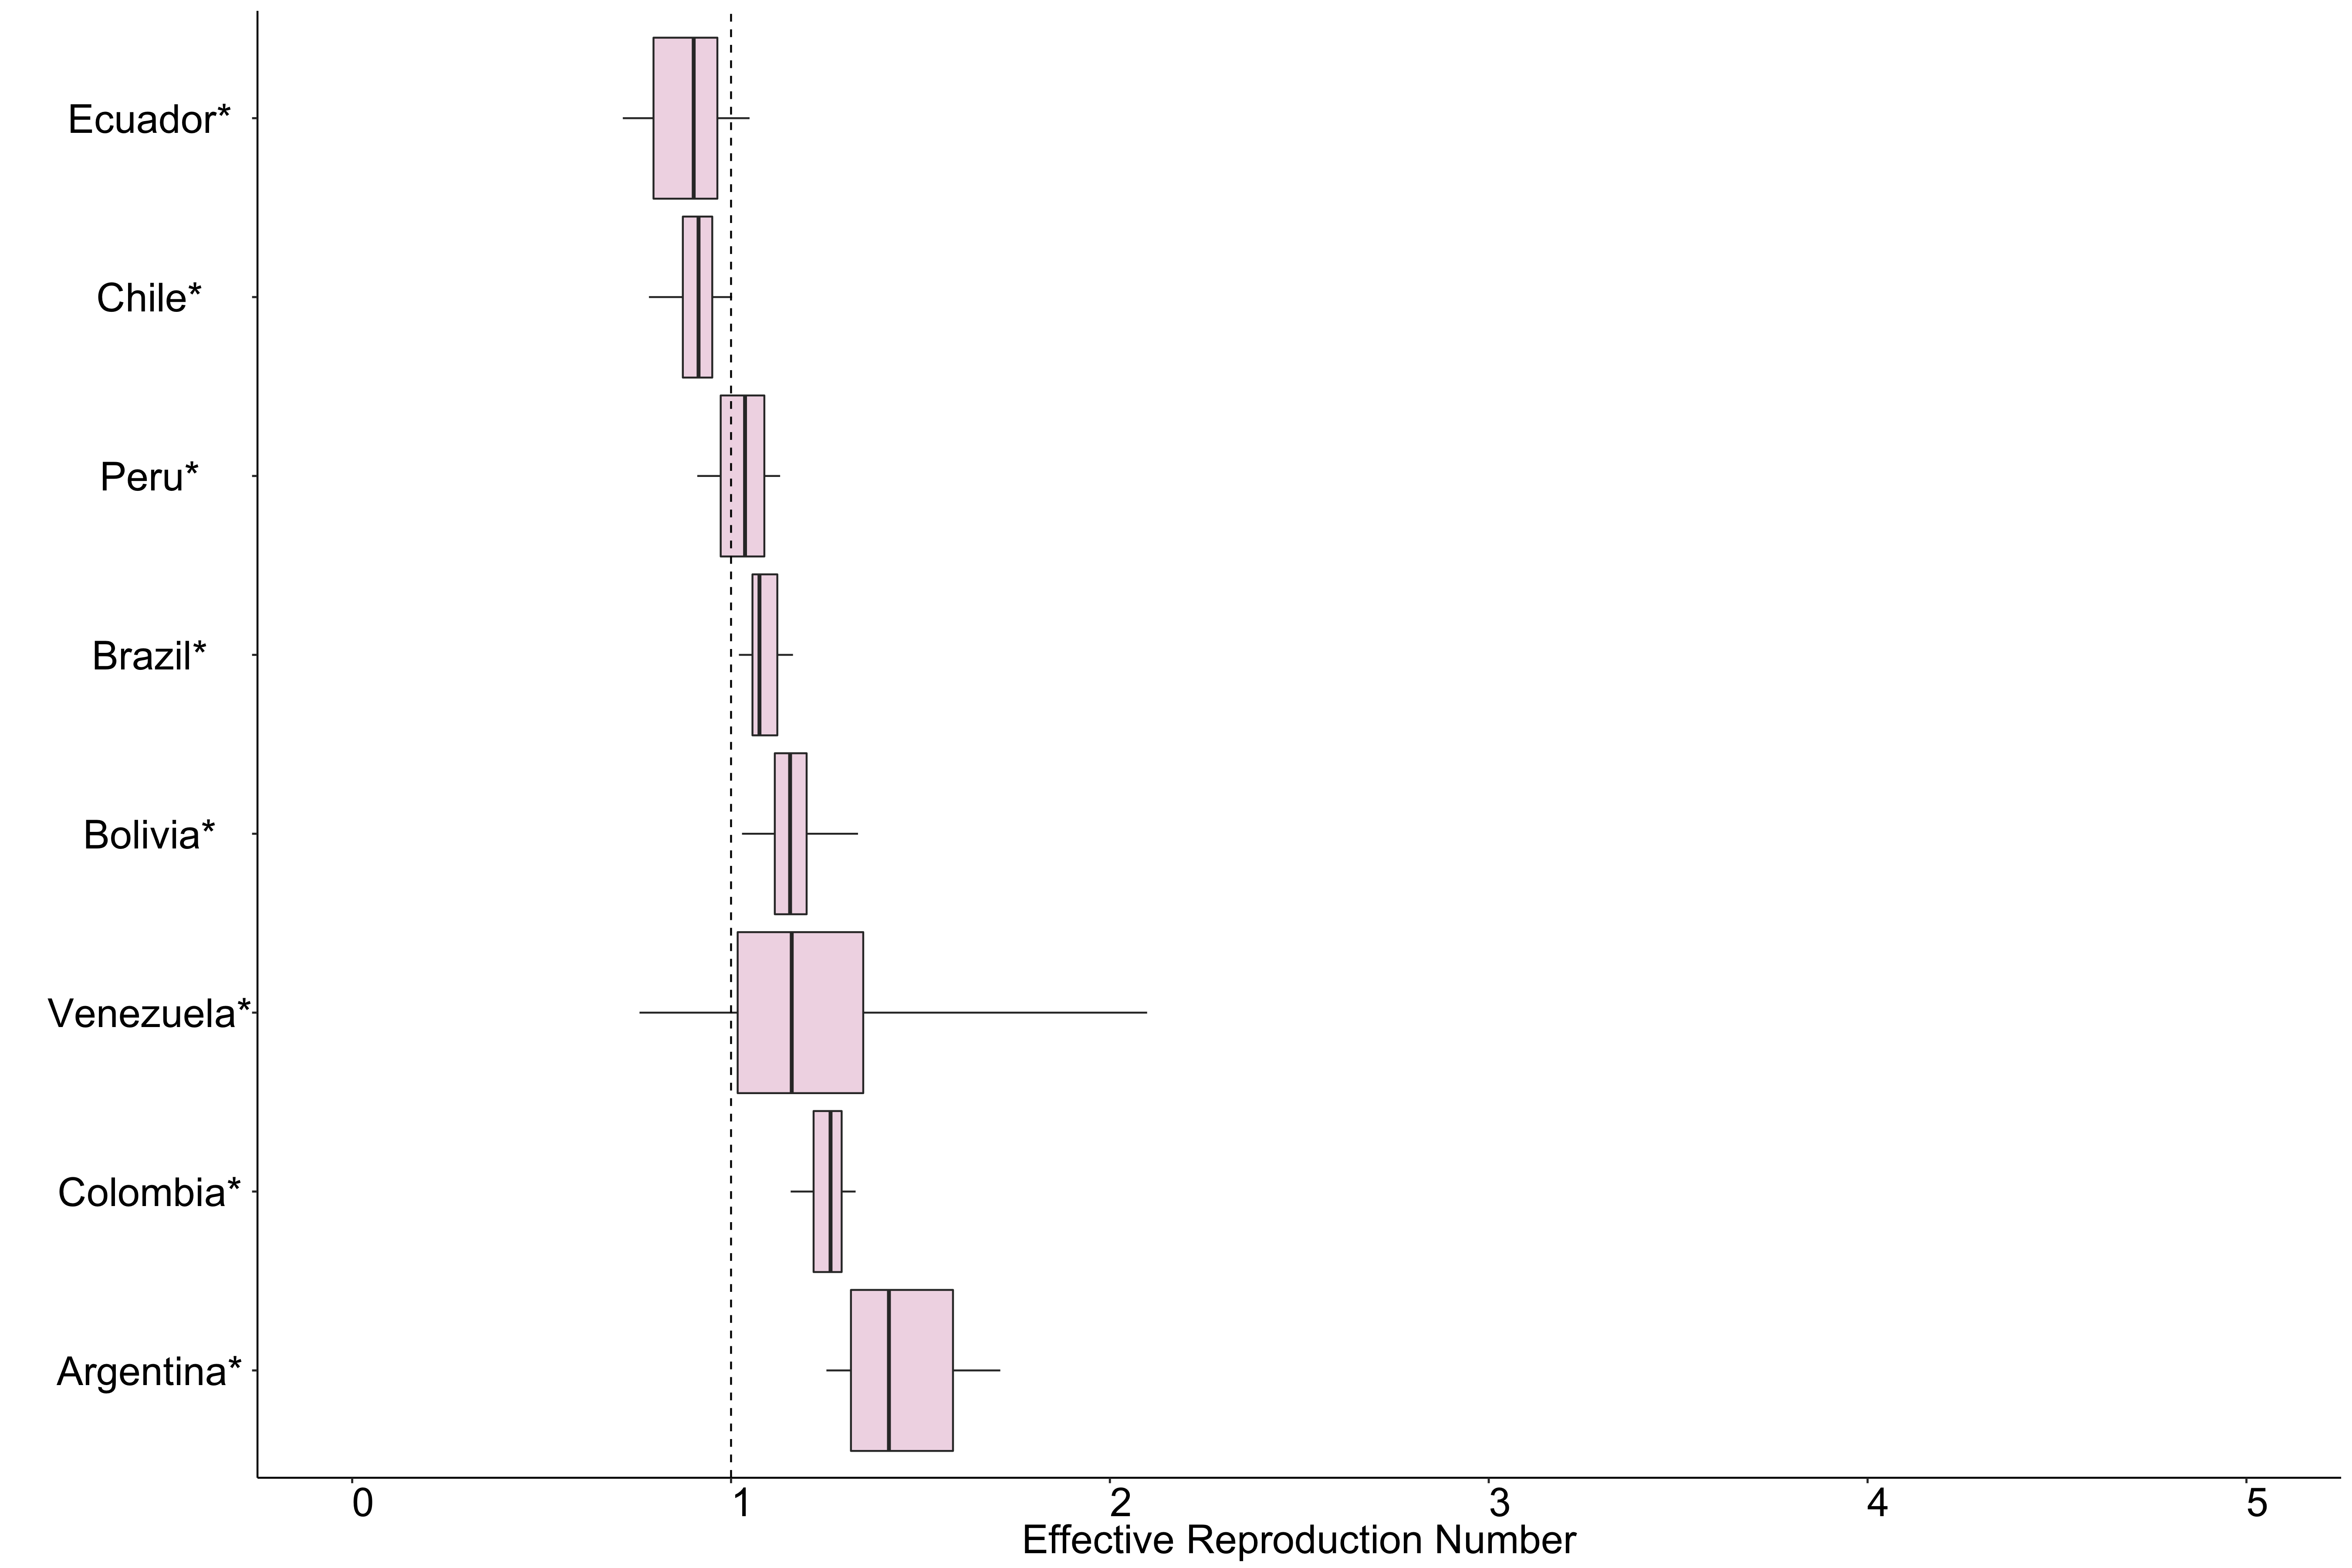 Ecuador*
Chile*
Peru*
Brazil*
Bolivia*
Venezuela*
Colombia*
Argentina*
0 1 2 3 4 5
Effective Reproduction Number